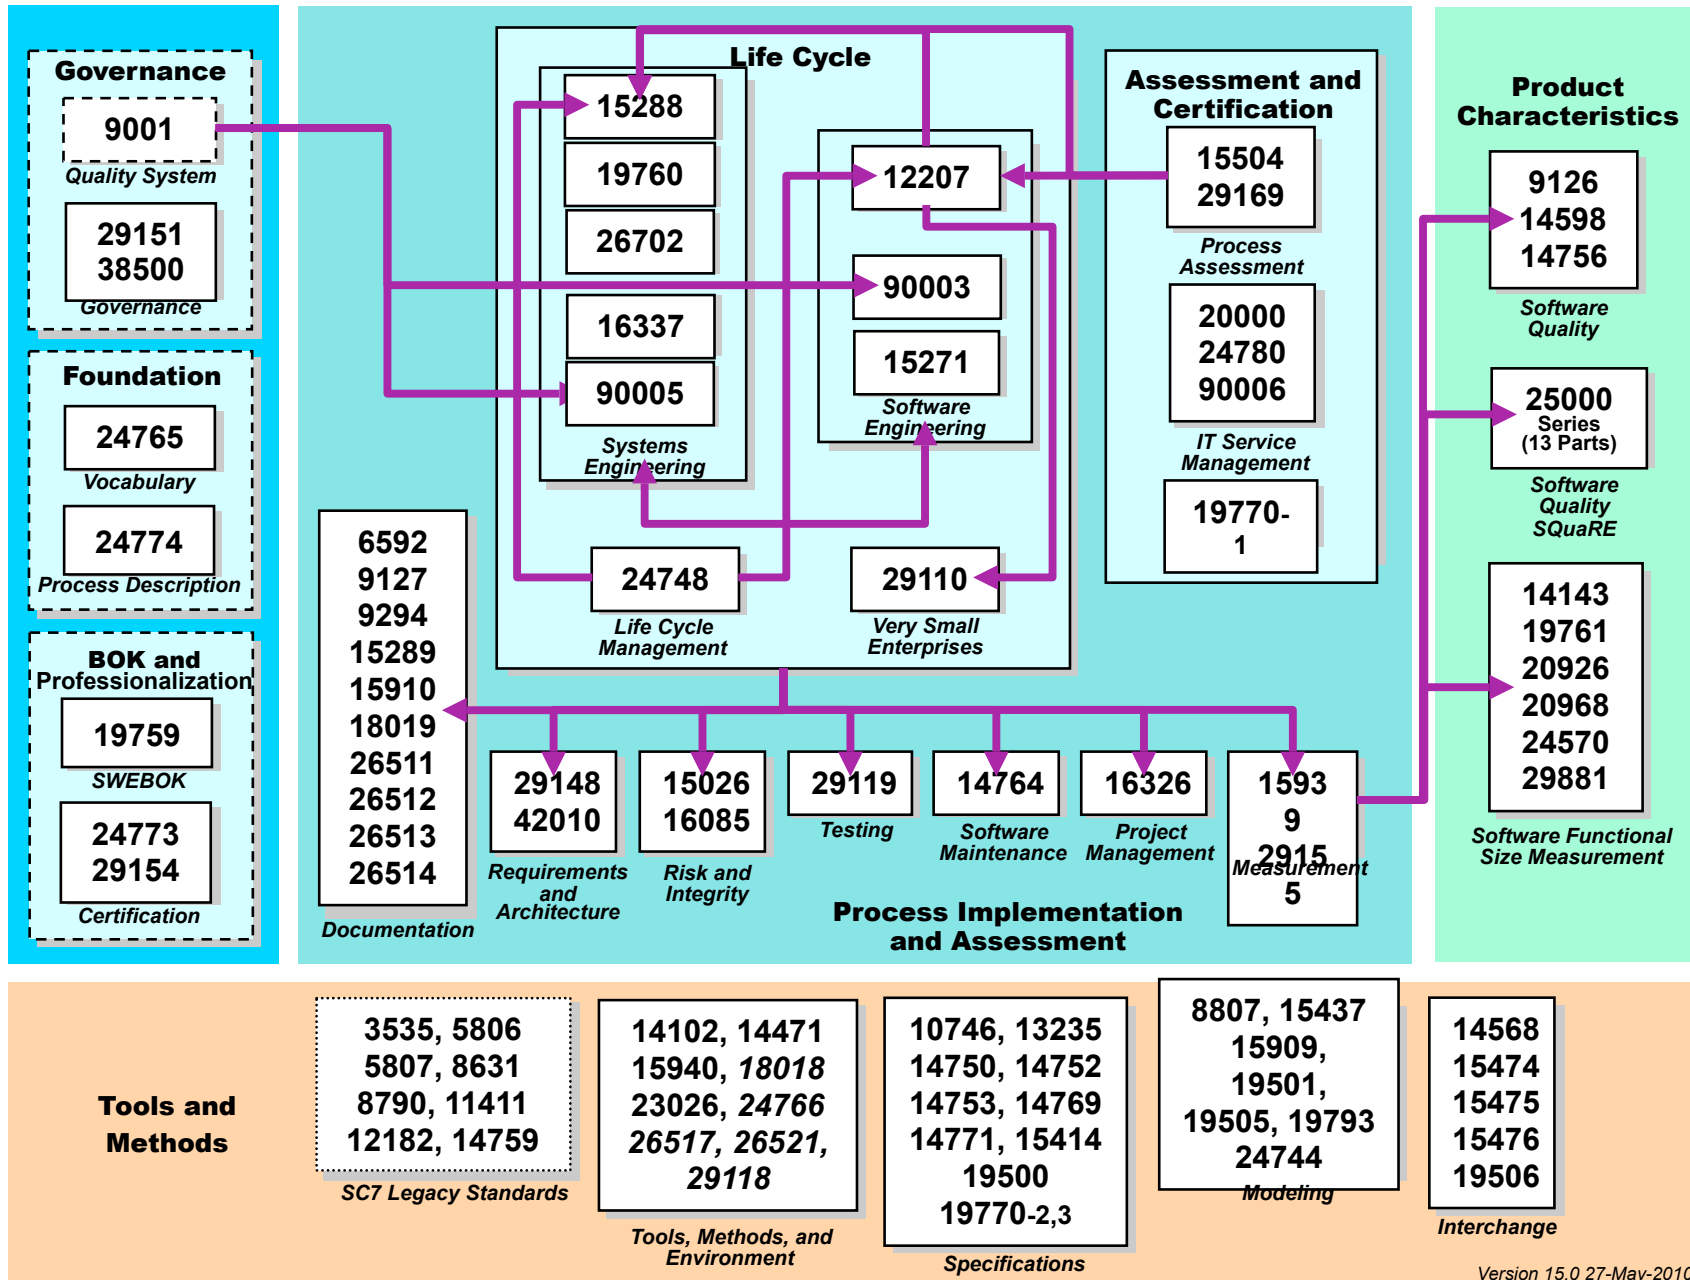 Governance
9001
Quality System
29151
38500
Governance
Foundation
24765
Vocabulary
24774
Process Description
BOK and
Professionalization
19759
SWEBOK
24773
29154
Certification
Life Cycle
15288
19760
26702
16337
90005
Systems
Engineering
12207
90003
15271
Software
Engineering
24748
Life Cycle
Management
29110
Very Small
Enterprises
Assessment and
Certification
15504
29169
Process
Assessment
20000
24780
90006
IT Service
Management
19770-
1
6592
9127
9294
15289
15910
18019
26511
26512
26513
26514
Documentation
29148
42010
Requirements
and
Architecture
15026
16085
Risk and
Integrity
29119
Testing
14764
Software
Maintenance
16326
Project
Management
1593
9
2915
5
Measurement
Process Implementation
and Assessment
Product
Characteristics
9126
14598
14756
Software
Quality
25000
Series
(13 Parts)
Software
Quality
SQuaRE
14143
19761
20926
20968
24570
29881
Software Functional
Size Measurement
Tools and
Methods
3535, 5806
5807, 8631
8790, 11411
12182, 14759
SC7 Legacy Standards
14102, 14471
15940, 18018
23026, 24766
26517, 26521,
29118
Tools, Methods, and
Environment
10746, 13235
14750, 14752
14753, 14769
14771, 15414
19500
19770-2,3
Specifications
8807, 15437
15909,
19501,
19505, 19793
24744
Modeling
14568
15474
15475
15476
19506
Interchange
Version 15.0 27-May-2010